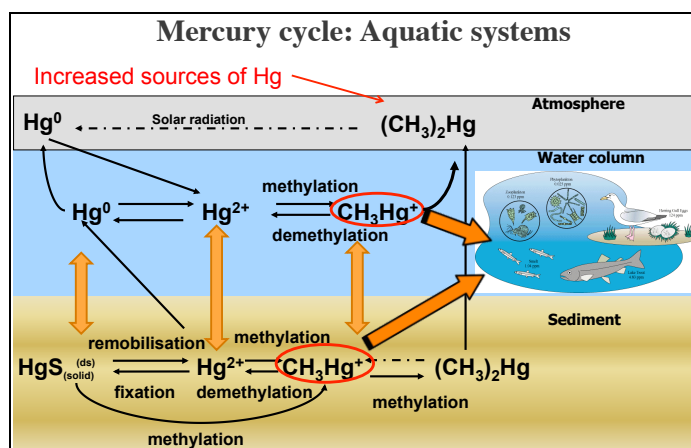 Mercury cycle: Aquatic systems
Increased sources of Hg
Atmosphere
Hg⁰
Solar radiation
(CH₃)₂Hg
Water column
methylation
Hg⁰
Hg²⁺
CH₃Hg⁺
demethylation
Sediment
remobilisation
methylation
HgS (ds)
(solid)
Hg²⁺
CH₃Hg⁺
(CH₃)₂Hg
fixation
demethylation
methylation
methylation